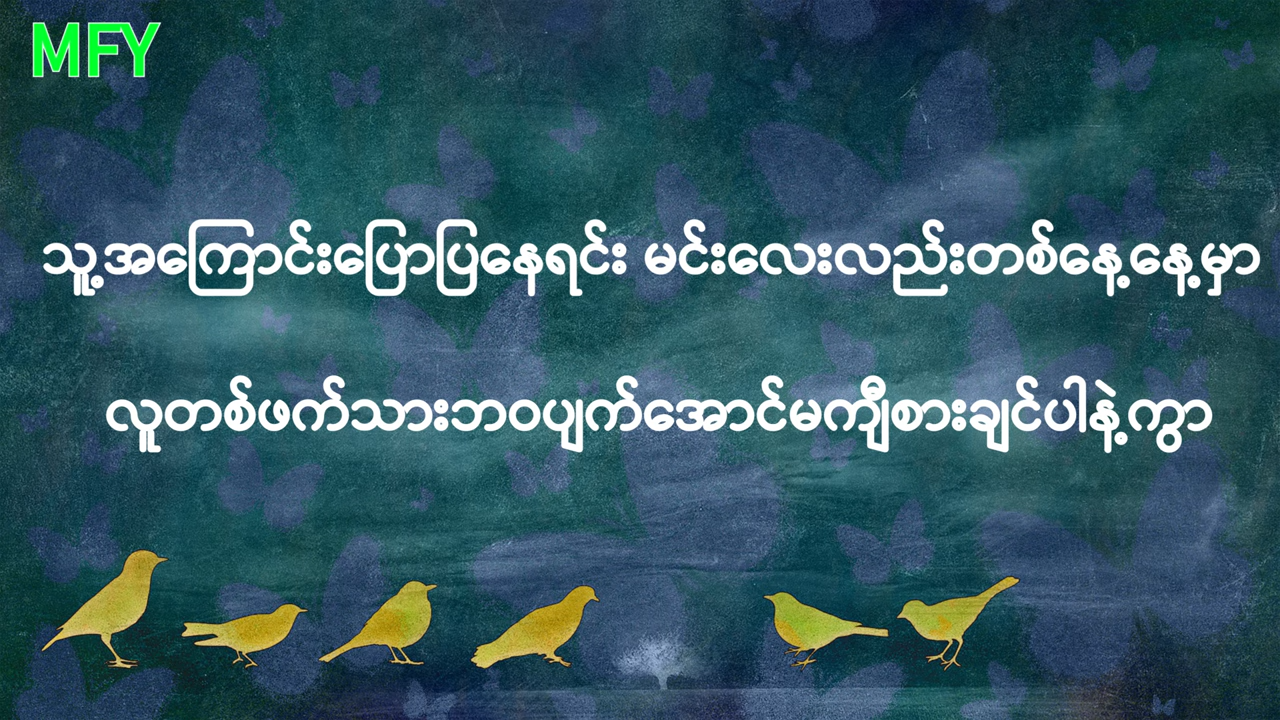 MFY
သူ့အကြောင်းပြောပြနေရင်း မင်းလေးလည်းတစ်နေ့နေ့မှာ
လူတစ်ဖက်သားဘဝပျက်အောင်မကျီစားချင်ပါနဲ့ကွာ